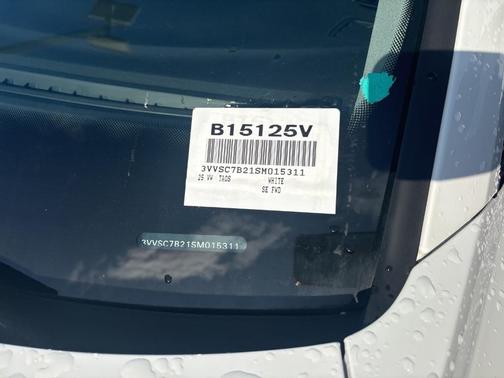 B15125V
3VVSC7B21SM015311
25 VW TAOS WHITE
SE FWD
3VVSC7B21SM015311